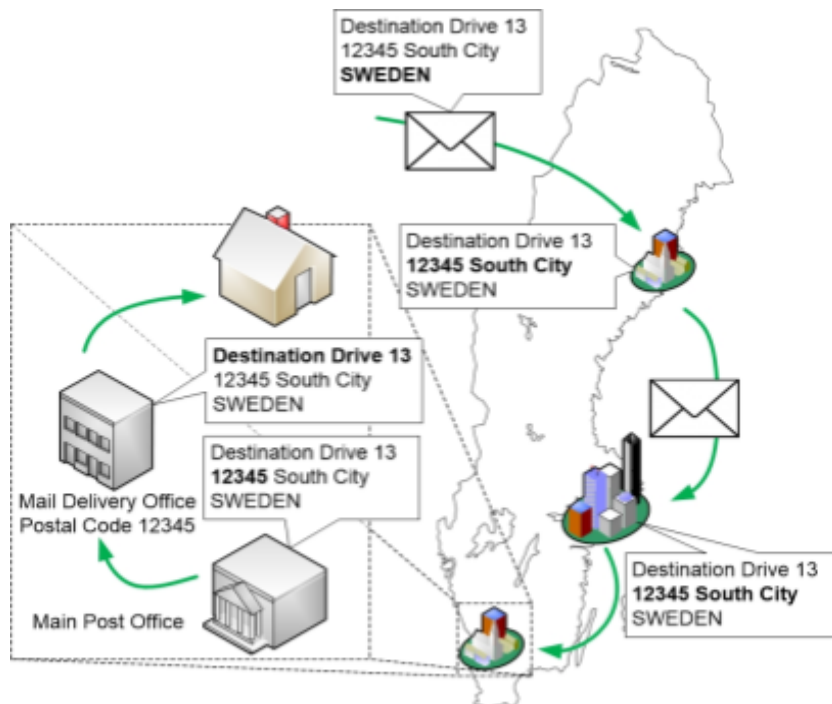 Destination Drive 13
12345 South City
SWEDEN
Destination Drive 13
12345 South City
SWEDEN
Destination Drive 13
12345 South City
SWEDEN
Destination Drive 13
12345 South City
SWEDEN
Mail Delivery Office
Postal Code 12345
Destination Drive 13
12345 South City
SWEDEN
Main Post Office